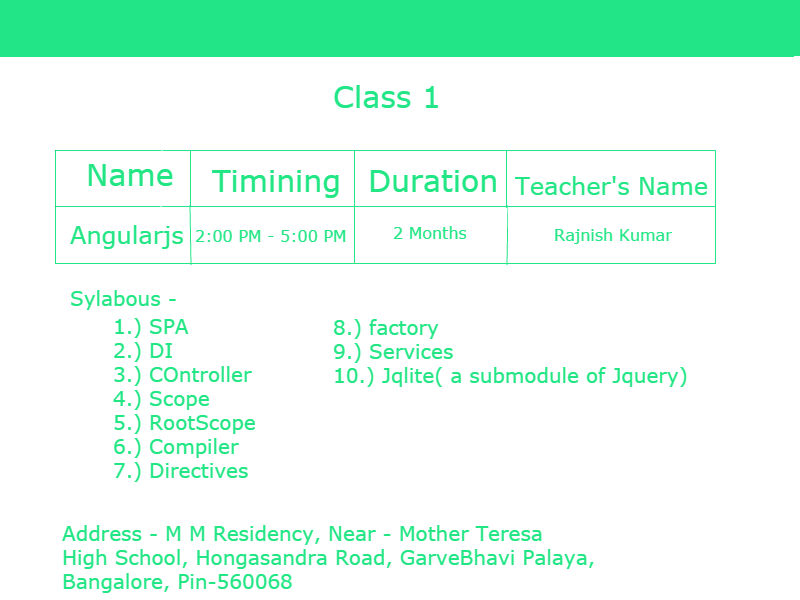 Class 1
Name Timining Duration Teacher's Name
Angularjs 2:00 PM - 5:00 PM 2 Months Rajnish Kumar
Sylabous -
1.) SPA
2.) DI
3.) COntroller
4.) Scope
5.) RootScope
6.) Compiler
7.) Directives
8.) factory
9.) Services
10.) Jqlite( a submodule of Jquery)
Address - M M Residency, Near - Mother Teresa
High School, Hongasandra Road, GarveBhavi Palaya,
Bangalore, Pin-560068